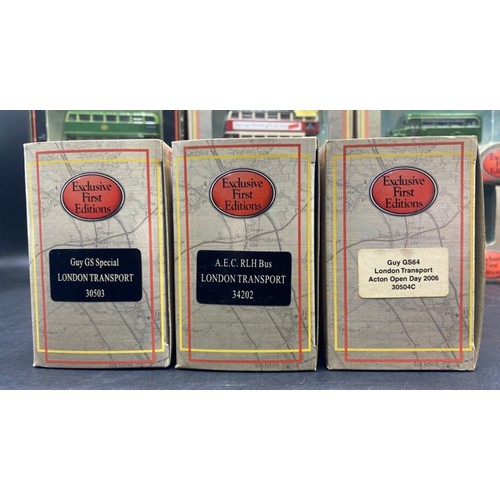 Exclusive
First
Editions
Guy GS Special
LONDON TRANSPORT
30503
Exclusive
First
Editions
A.E.C. RLH Bus
LONDON TRANSPORT
34202
Exclusive
First
Editions
Guy GS64
London Transport
Acton Open Day 2006
30504C